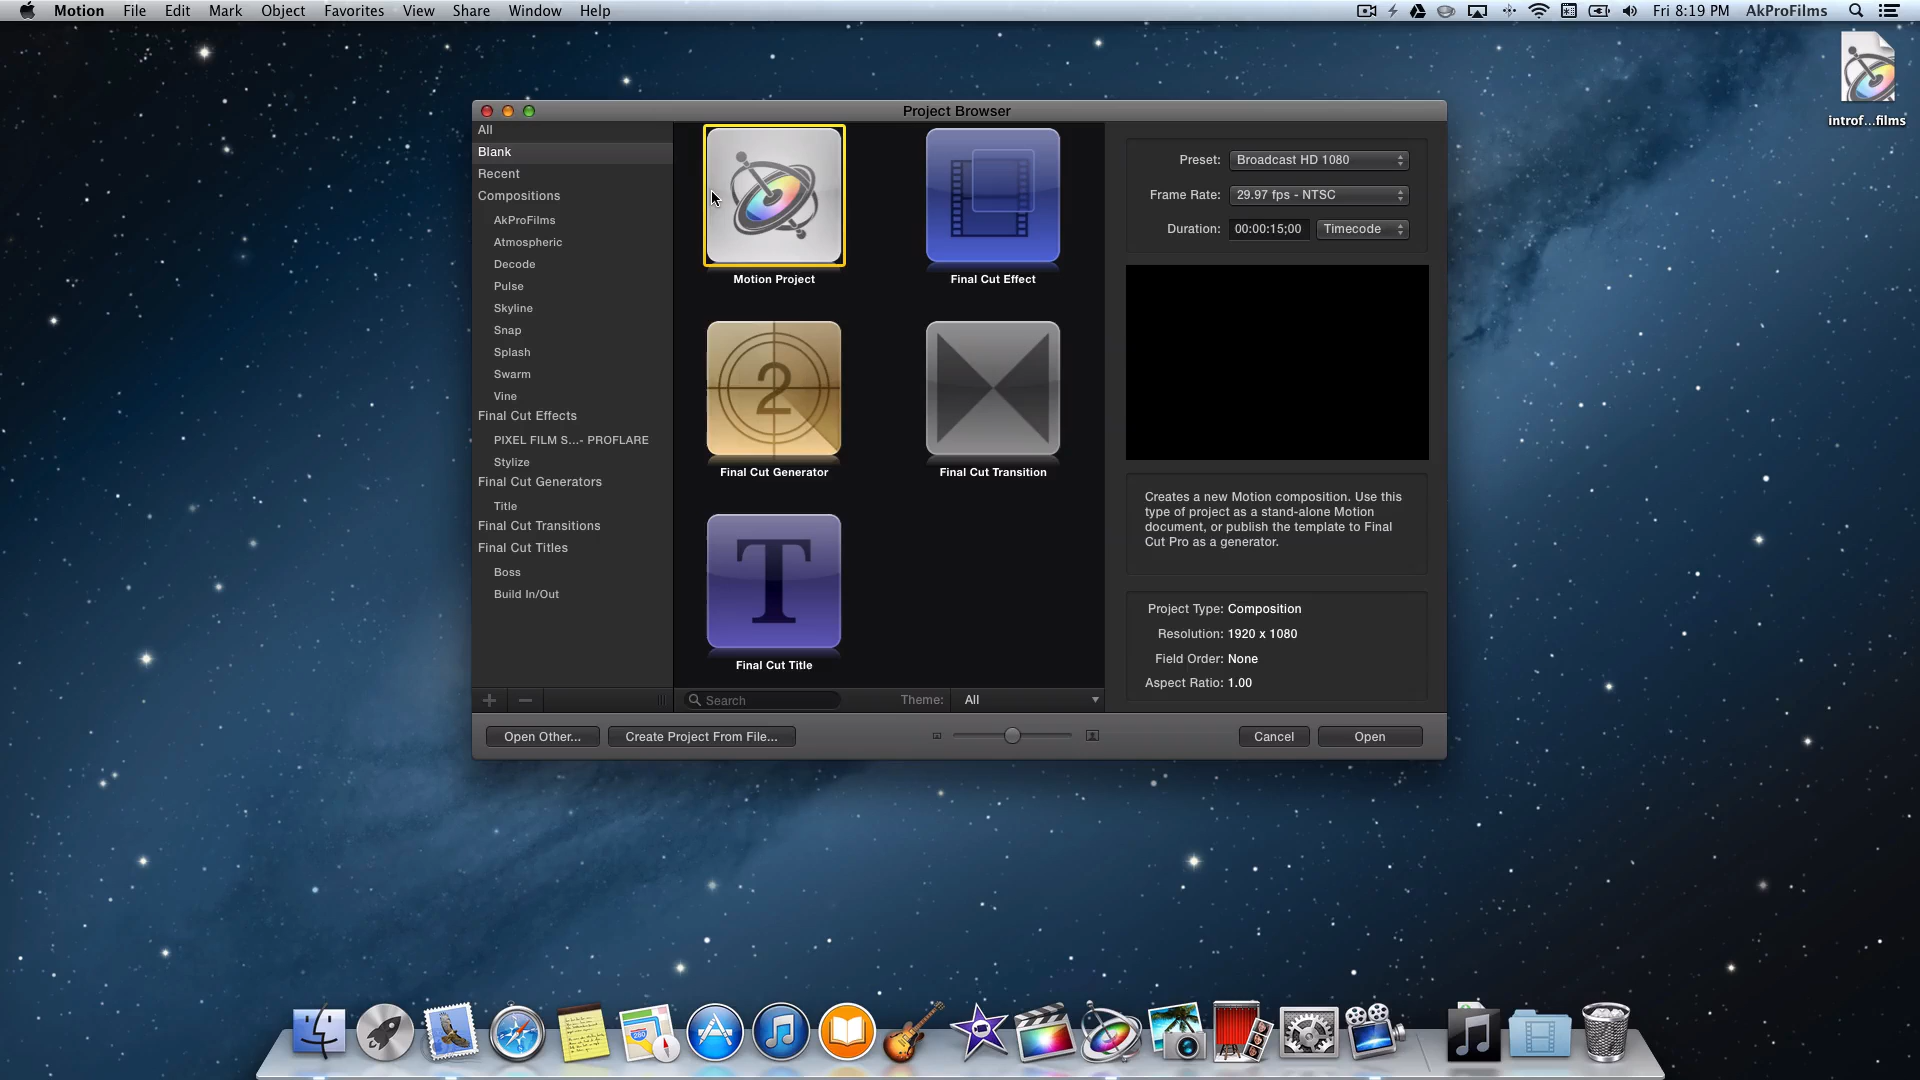 Motion File Edit Mark Object Favorites View Share Window Help
Fri 8:19 PM AkProFilms
introf...films
Project Browser
All
Blank
Recent
Compositions
AkProFilms
Atmospheric
Decode
Pulse
Skyline
Snap
Splash
Swarm
Vine
Final Cut Effects
PIXEL FILM S...- PROFLARE
Stylize
Final Cut Generators
Title
Final Cut Transitions
Final Cut Titles
Boss
Build In/Out
Motion Project
Final Cut Effect
2
Final Cut Generator
Final Cut Transition
T
Final Cut Title
Search
Theme: All
Preset: Broadcast HD 1080
Frame Rate: 29.97 fps - NTSC
Duration: 00:00:15;00 Timecode
Creates a new Motion composition. Use this
type of project as a stand-alone Motion
document, or publish the template to Final
Cut Pro as a generator.
Project Type: Composition
Resolution: 1920 x 1080
Field Order: None
Aspect Ratio: 1.00
Open Other...
Create Project From File...
Cancel
Open